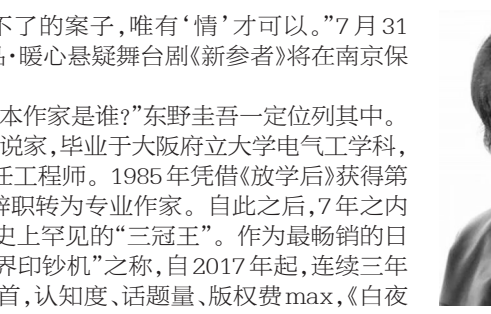 不了的案子,唯有‘情’才可以。”7月31
品·暖心悬疑舞台剧《新参者》将在南京保
本作家是谁?”东野圭吾一定位列其中。
说家,毕业于大阪府立大学电气工学科,
任工程师。1985年凭借《放学后》获得第
辞职转为专业作家。自此之后,7年之内
史上罕见的“三冠王”。作为最畅销的日
界印钞机”之称,自2017年起,连续三年
首,认知度、话题量、版权费max,《白夜